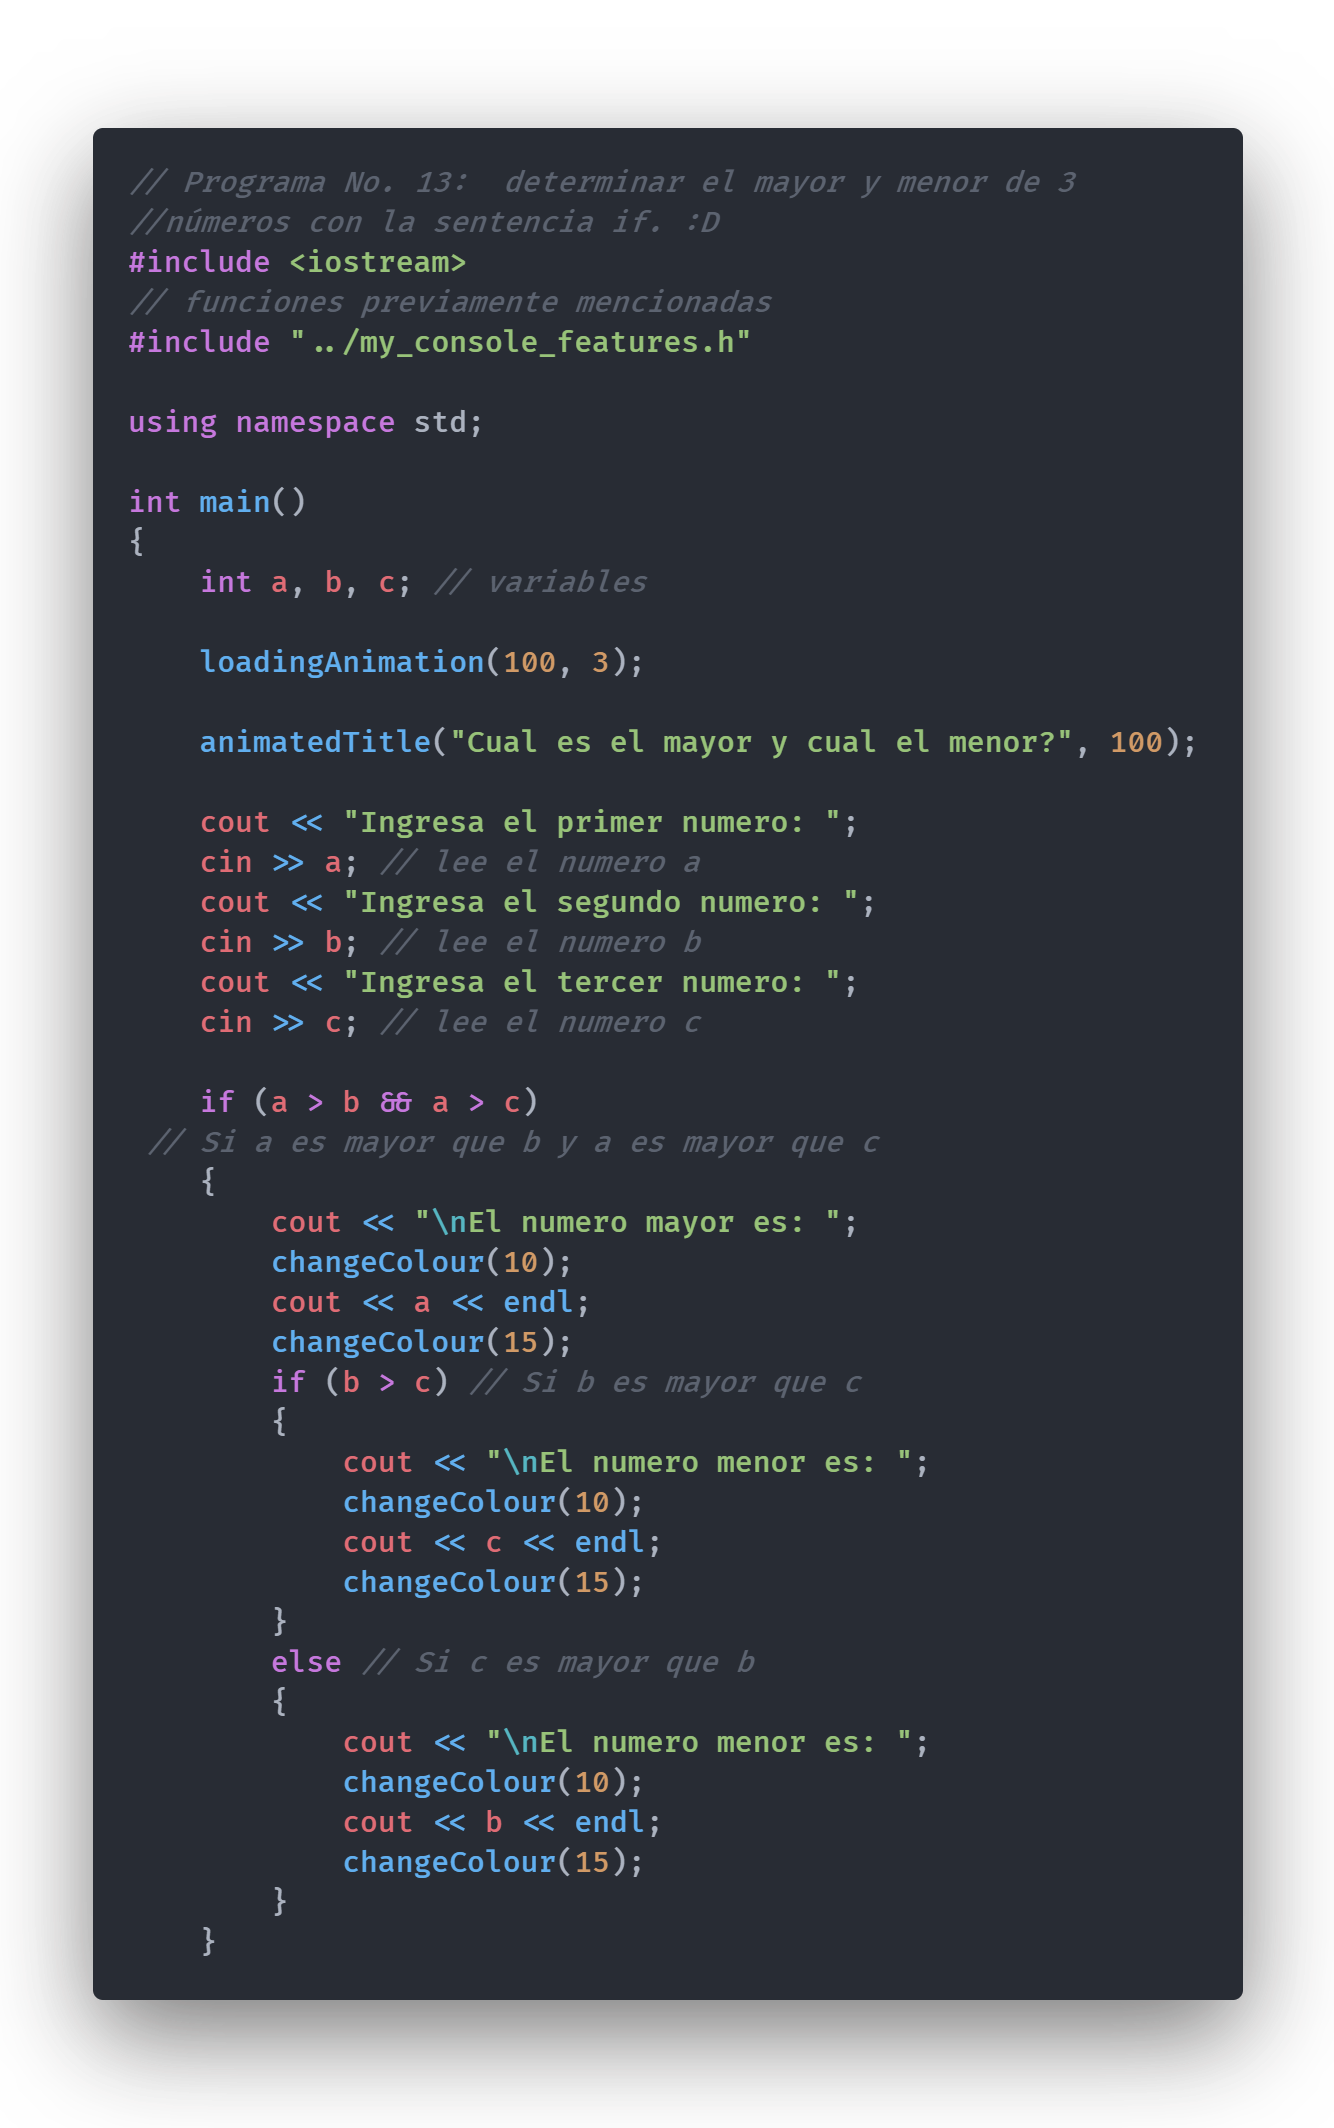 // Programa No. 13:  determinar el mayor y menor de 3
//números con la sentencia if. :D
#include <iostream>
// funciones previamente mencionadas
#include "../my_console_features.h"

using namespace std;

int main()
{
    int a, b, c; // variables

    loadingAnimation(100, 3);

    animatedTitle("Cual es el mayor y cual el menor?", 100);

    cout << "Ingresa el primer numero: ";
    cin >> a; // lee el numero a
    cout << "Ingresa el segundo numero: ";
    cin >> b; // lee el numero b
    cout << "Ingresa el tercer numero: ";
    cin >> c; // lee el numero c

    if (a > b && a > c)
 // Si a es mayor que b y a es mayor que c
    {
        cout << "\nEl numero mayor es: ";
        changeColour(10);
        cout << a << endl;
        changeColour(15);
        if (b > c) // Si b es mayor que c
        {
            cout << "\nEl numero menor es: ";
            changeColour(10);
            cout << c << endl;
            changeColour(15);
        }
        else // Si c es mayor que b
        {
            cout << "\nEl numero menor es: ";
            changeColour(10);
            cout << b << endl;
            changeColour(15);
        }
    }